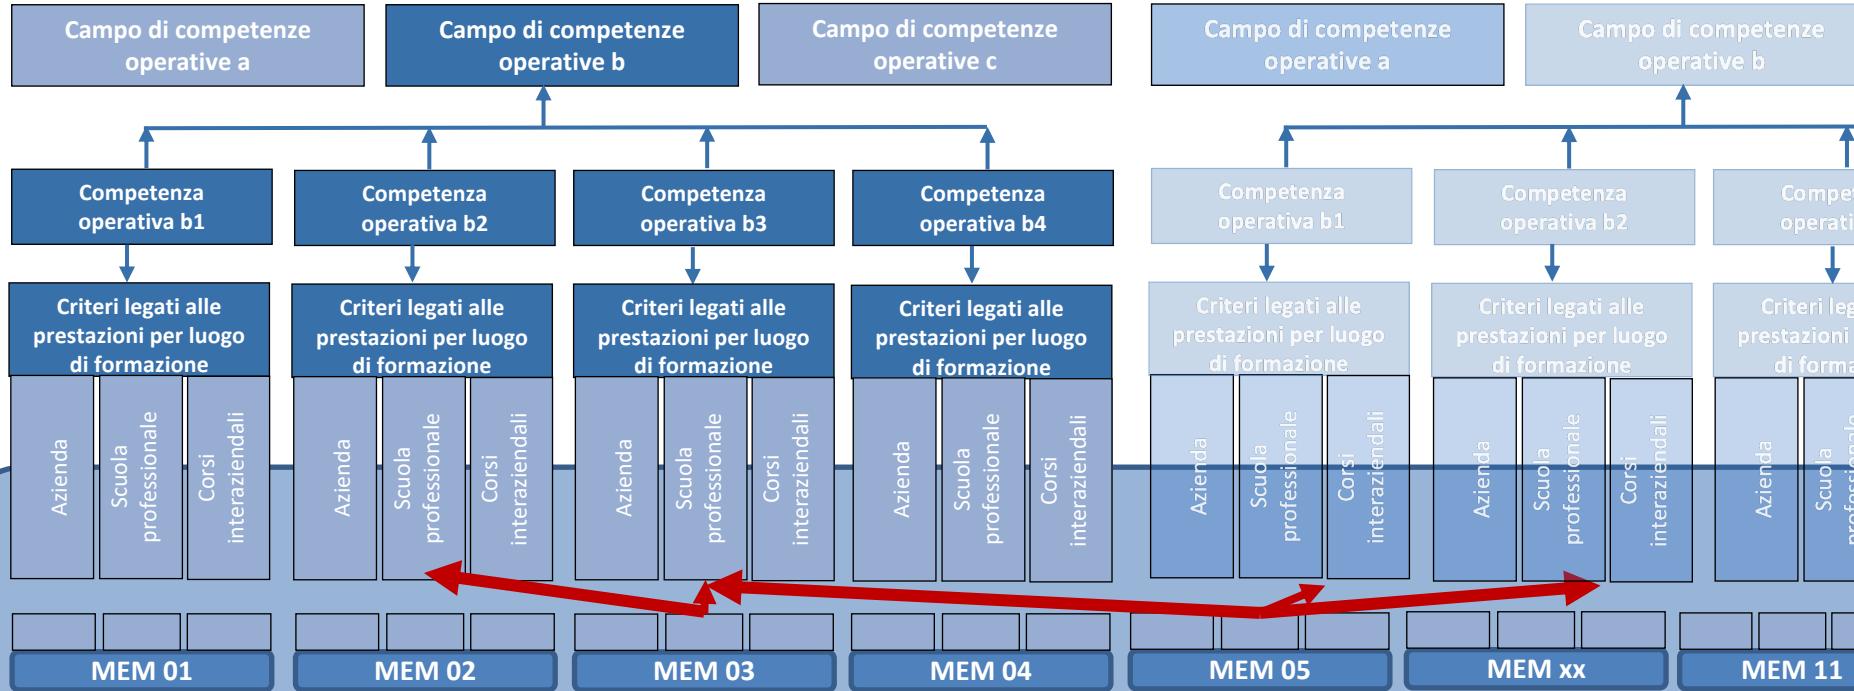 Campo di competenze
operative a
Campo di competenze
operative b
Campo di competenze
operative c
Campo di competenze
operative a
Campo di competenze
operative b
Competenza
operativa b1
Competenza
operativa b2
Competenza
operativa b3
Competenza
operativa b4
Competenza
operativa b1
Competenza
operativa b2
Criteri legati alle
prestazioni per luogo
di formazione
Criteri legati alle
prestazioni per luogo
di formazione
Criteri legati alle
prestazioni per luogo
di formazione
Criteri legati alle
prestazioni per luogo
di formazione
Criteri legati alle
prestazioni per luogo
di formazione
Criteri legati alle
prestazioni per luogo
di formazione
Criteri
prestazioni
di
Azienda
Scuola
professionale
Corsi
interaziendali
Azienda
Scuola
professionale
Corsi
interaziendali
Azienda
Scuola
professionale
Corsi
interaziendali
Azienda
Scuola
professionale
Corsi
interaziendali
Azienda
Scuola
professionale
Corsi
interaziendali
Azienda
Scuola
professionale
Corsi
interaziendali
Azienda
Scuola
professionale
MEM 01
MEM 02
MEM 03
MEM 04
MEM 05
MEM xx
MEM 11